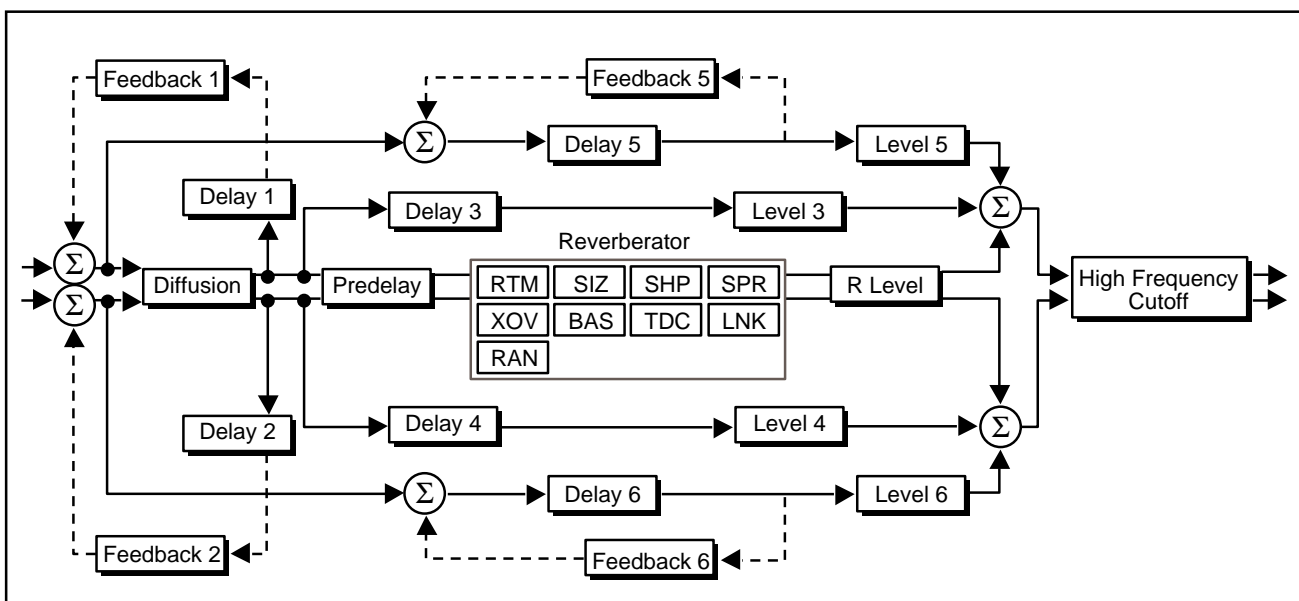 Feedback 1
Feedback 5
Σ
Delay 5
Level 5
Delay 1
Delay 3
Level 3
Σ
Reverberator
Σ
Diffusion
Predelay
RTM SIZ SHP SPR
R Level
High Frequency
Cutoff
Σ
XOV BAS TDC LNK
RAN
Delay 2
Delay 4
Level 4
Σ
Σ
Delay 6
Level 6
Feedback 2
Feedback 6